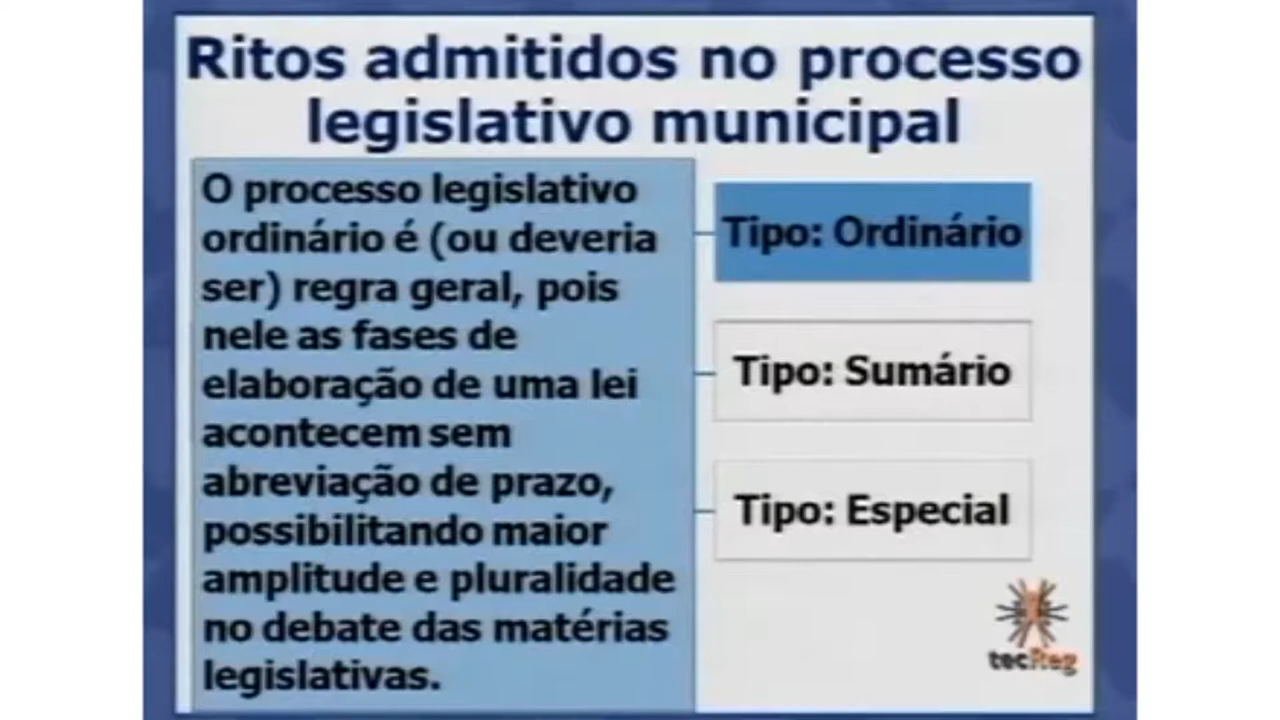 Ritos admitidos no processo
legislativo municipal
O processo legislativo
ordinário é (ou deveria
ser) regra geral, pois
nele as fases de
elaboração de uma lei
acontecem sem
abreviação de prazo,
possibilitando maior
amplitude e pluralidade
no debate das matérias
legislativas.
Tipo: Ordinário
Tipo: Sumário
Tipo: Especial
tecReg